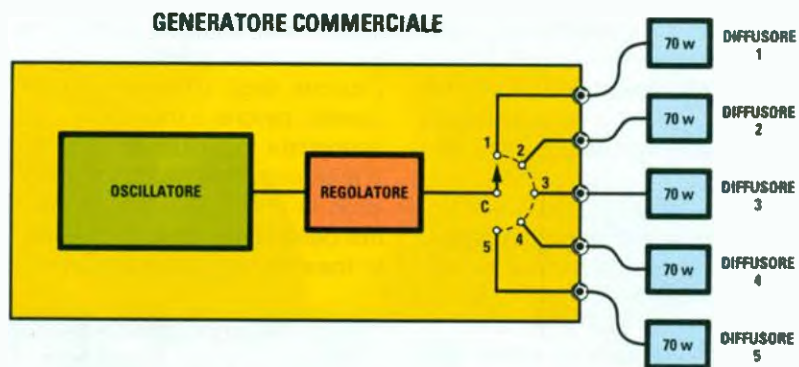 GENERATORE COMMERCIALE
70 w
DIFFUSORE
1
70 w
DIFFUSORE
2
70 w
DIFFUSORE
3
70 w
DIFFUSORE
4
70 w
DIFFUSORE
5
OSCILLATORE
REGOLATORE
C
1
2
3
4
5